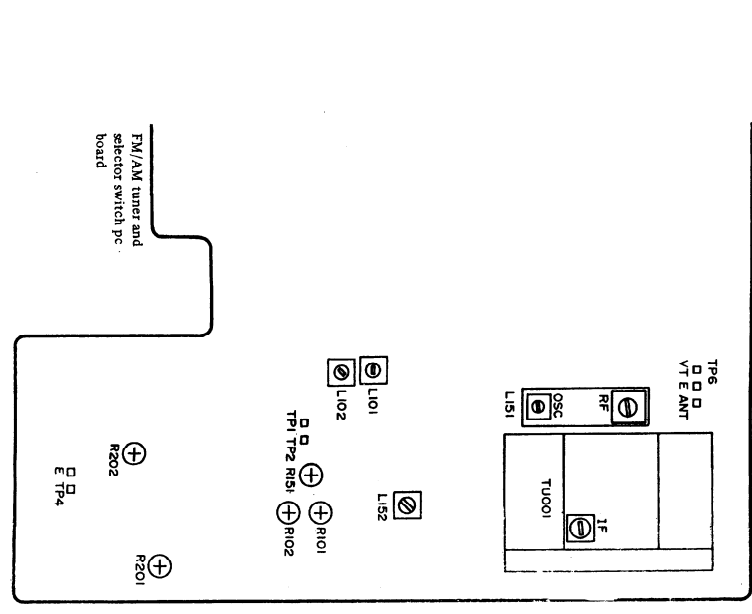 FM/AM tuner and
selector switch pc
board
TP6
VT E ANT
RF
OSC
L151
L101
L102
TP1 TP2
R151
R101
R102
L152
TU001
IF
R202
E TP4
R201